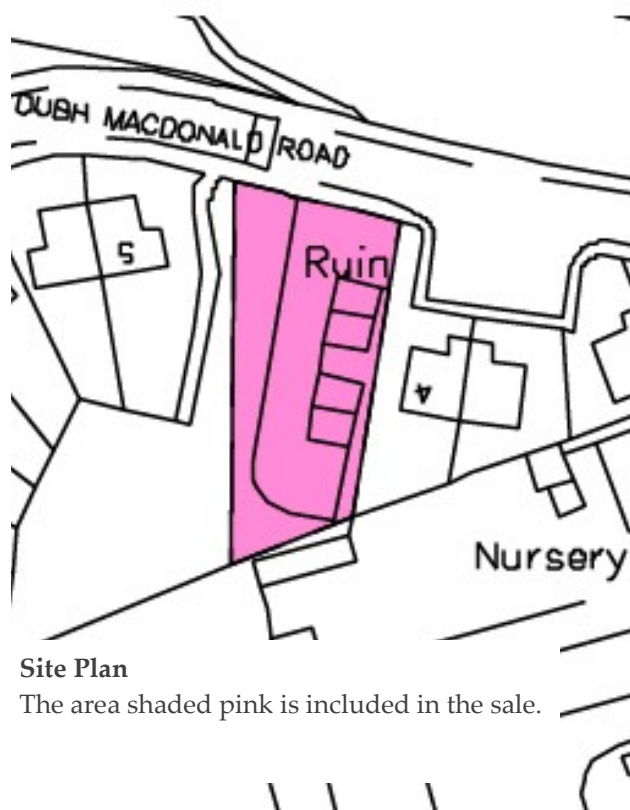 DUBH MACDONALD ROAD
5
Ruin
4
Nursery
Site Plan
The area shaded pink is included in the sale.